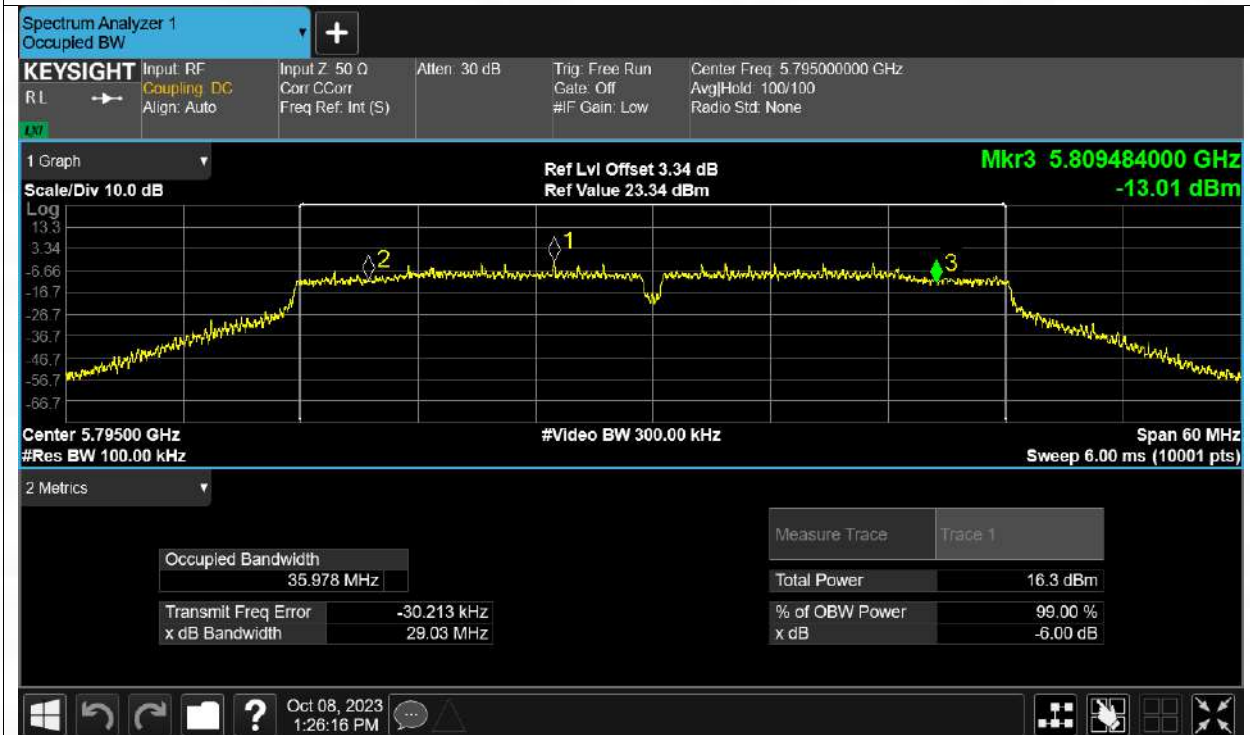 Spectrum Analyzer 1
Occupied BW
+
KEYSIGHT
R L
LXI
Input: RF
Coupling: DC
Align: Auto
Input Z: 50 Ω
Corr CCorr
Freq Ref: Int (S)
Atten: 30 dB
Trig: Free Run
Gate: Off
#IF Gain: Low
Center Freq: 5.795000000 GHz
Avg|Hold: 100/100
Radio Std: None
1 Graph
Scale/Div 10.0 dB
Ref Lvl Offset 3.34 dB
Ref Value 23.34 dBm
Mkr3 5.809484000 GHz
-13.01 dBm
Log
13.3
3.34
-6.66
-16.7
-26.7
-36.7
-46.7
-56.7
-66.7
2
1
3
Center 5.79500 GHz
#Res BW 100.00 kHz
#Video BW 300.00 kHz
Span 60 MHz
Sweep 6.00 ms (10001 pts)
2 Metrics
Occupied Bandwidth
35.978 MHz
Transmit Freq Error -30.213 kHz
x dB Bandwidth 29.03 MHz
Measure Trace Trace 1
Total Power 16.3 dBm
% of OBW Power 99.00 %
x dB -6.00 dB
?
Oct 08, 2023
1:26:16 PM